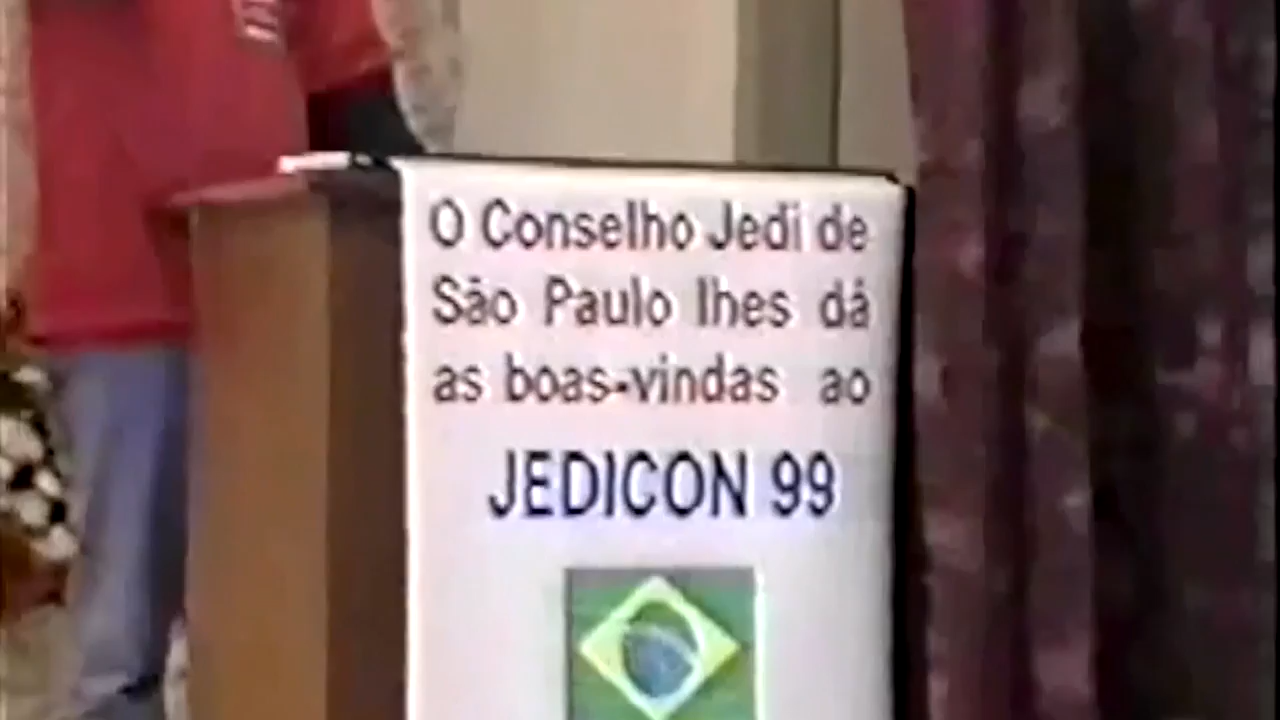 O Conselho Jedi de
São Paulo lhes dá
as boas-vindas ao
JEDICON 99